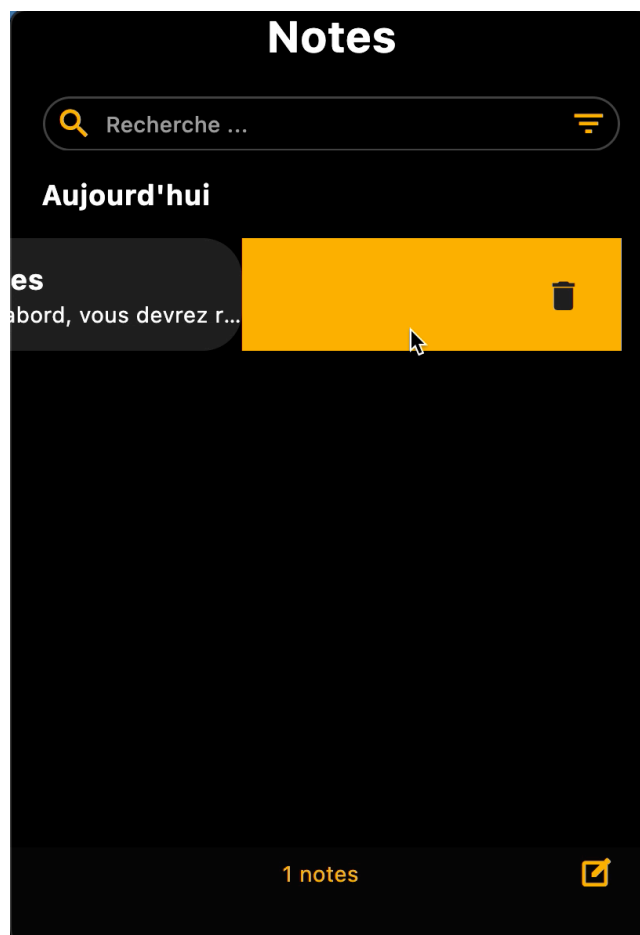 Notes
Recherche ...
Aujourd'hui
es
abord, vous devrez r...
1 notes